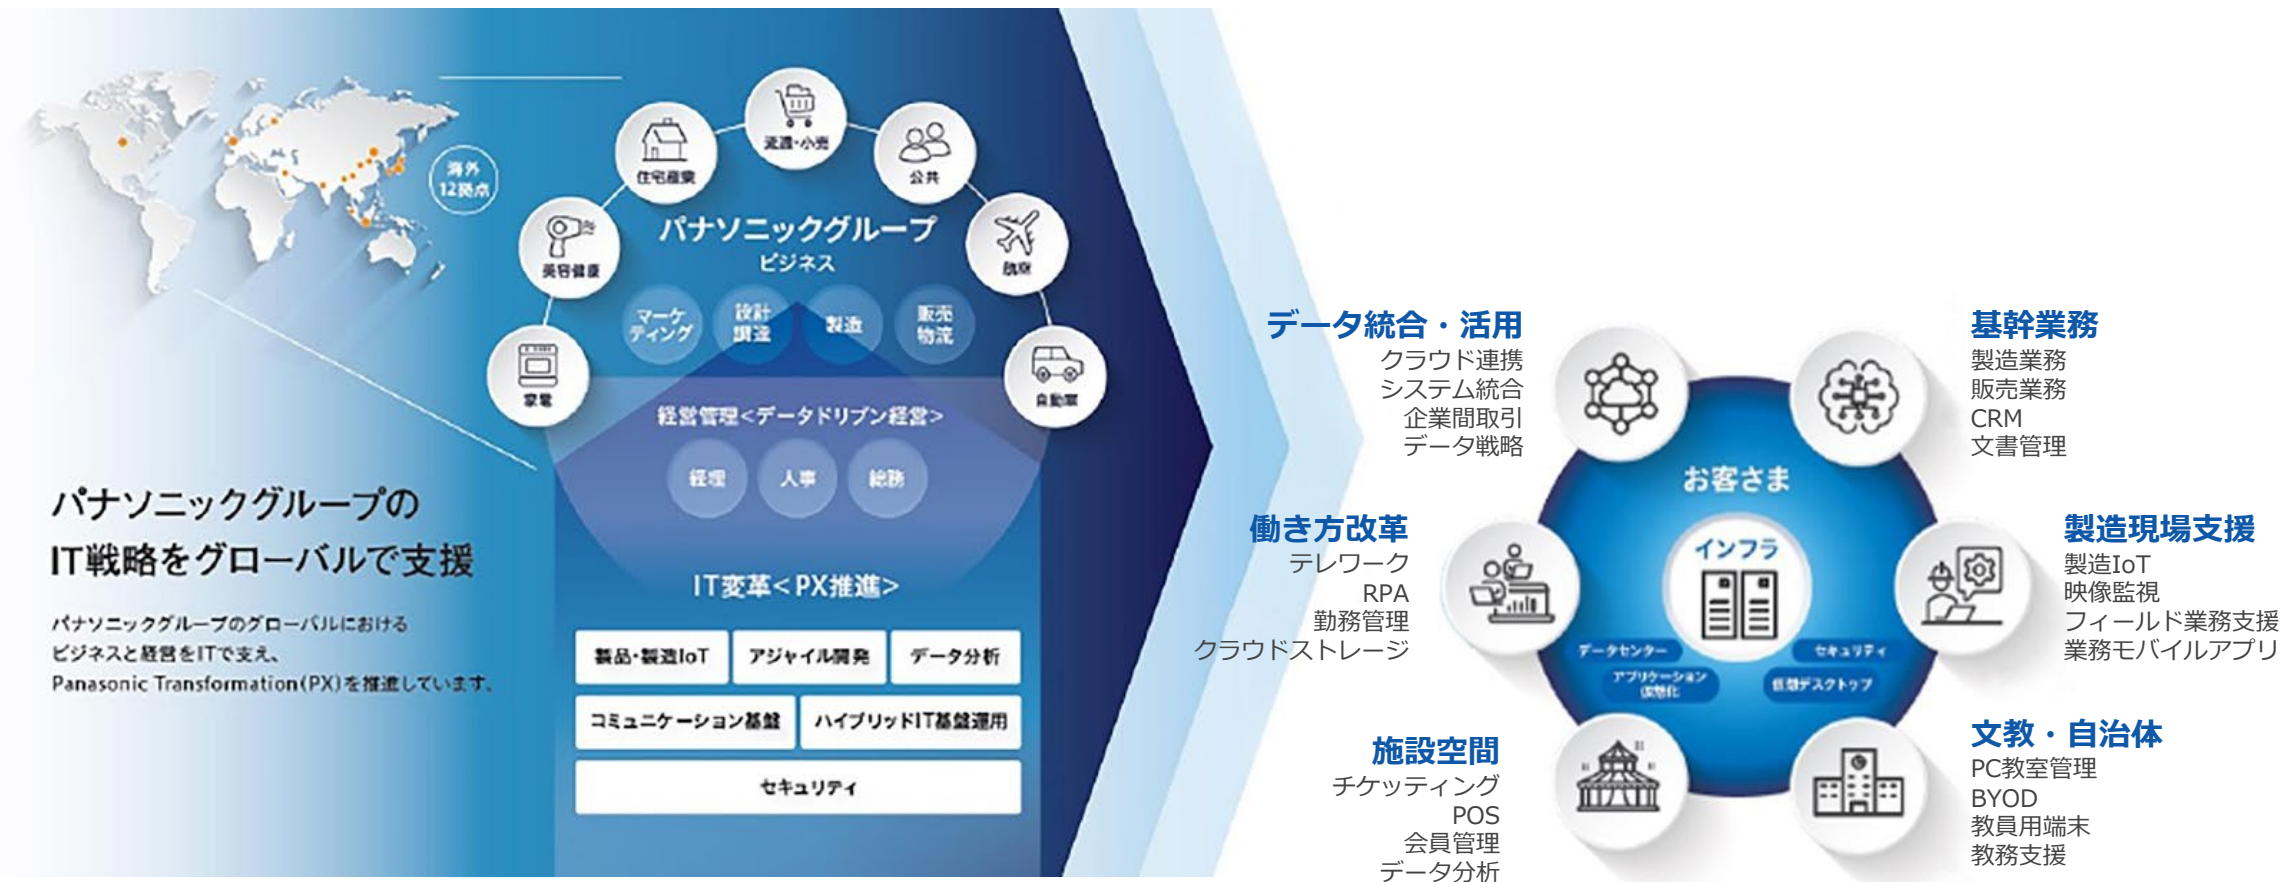 海外
12拠点
流通・小売
住宅産業
公共
美容健康
航空
家電
自動車
パナソニックグループ
ビジネス
マーケ
ティング
設計
調達
製造
販売
物流
経営管理<データドリブン経営>
経理
人事
総務
IT変革<PX推進>
製品・製造IoT
アジャイル開発
データ分析
コミュニケーション基盤
ハイブリッドIT基盤運用
セキュリティ
パナソニックグループの
IT戦略をグローバルで支援
パナソニックグループのグローバルにおける
ビジネスと経営をITで支え、
Panasonic Transformation(PX)を推進しています。
データ統合・活用
クラウド連携
システム統合
企業間取引
データ戦略
働き方改革
テレワーク
RPA
勤務管理
クラウドストレージ
施設空間
チケッティング
POS
会員管理
データ分析
お客さま
インフラ
データセンター
セキュリティ
アプリケーション
仮想化
仮想デスクトップ
基幹業務
製造業務
販売業務
CRM
文書管理
製造現場支援
製造IoT
映像監視
フィールド業務支援
業務モバイルアプリ
文教・自治体
PC教室管理
BYOD
教員用端末
教務支援